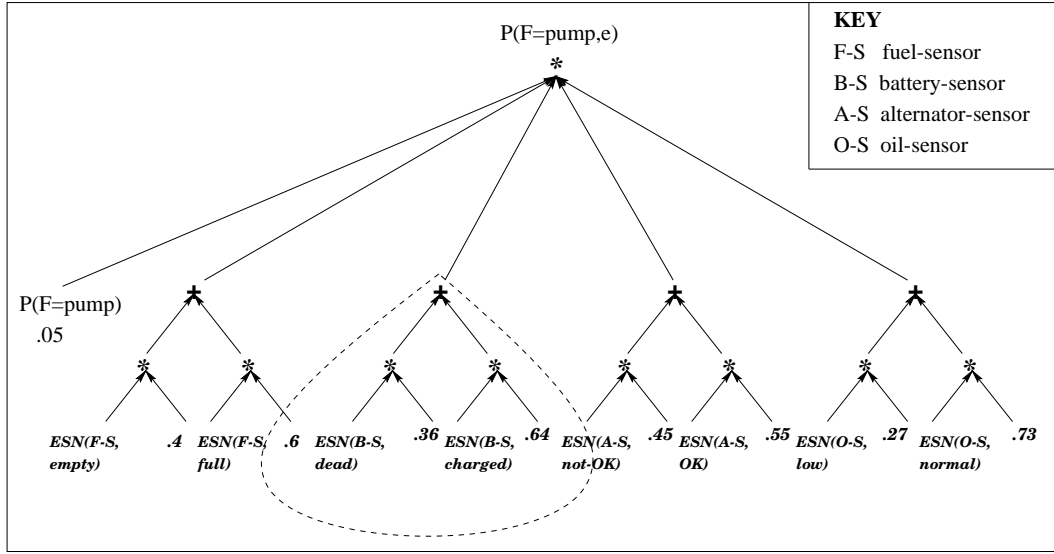 P(F=pump,e)
*
KEY
F-S fuel-sensor
B-S battery-sensor
A-S alternator-sensor
O-S oil-sensor
P(F=pump)
.05
+ + + +
* * * * * * * *
ESN(F-S, .4 ESN(F-S, .6 ESN(B-S, .36 ESN(B-S, .64 ESN(A-S, .45 ESN(A-S, .55 ESN(O-S, .27 ESN(O-S, .73
empty) full) dead) charged) not-OK) OK) low) normal)